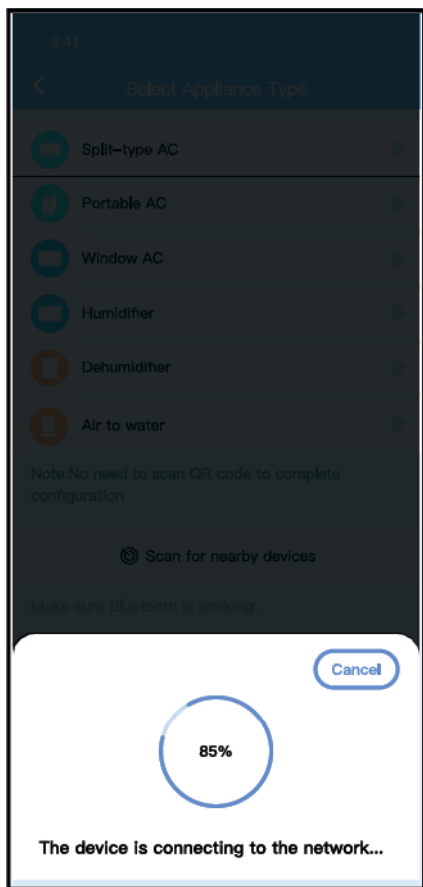 9:41
Select Appliance Type
Split-type AC
Portable AC
Window AC
Humidifier
Dehumidifier
Air to water
Note:No need to scan QR code to complete
configuration
Scan for nearby devices
Make sure Bluetooth is working.
Cancel
85%
The device is connecting to the network...